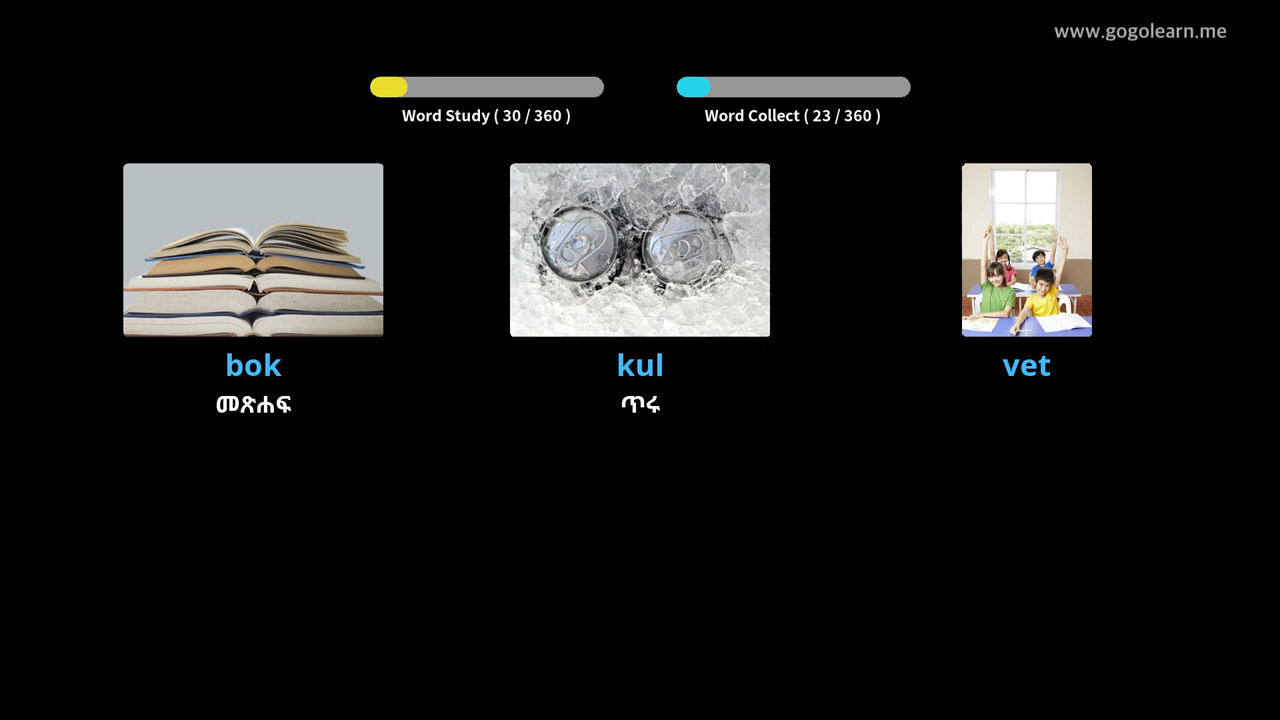 www.gogolearn.me
Word Study ( 30 / 360 )
Word Collect ( 23 / 360 )
bok
kul
vet
መጽሐፍ
ጥሩ